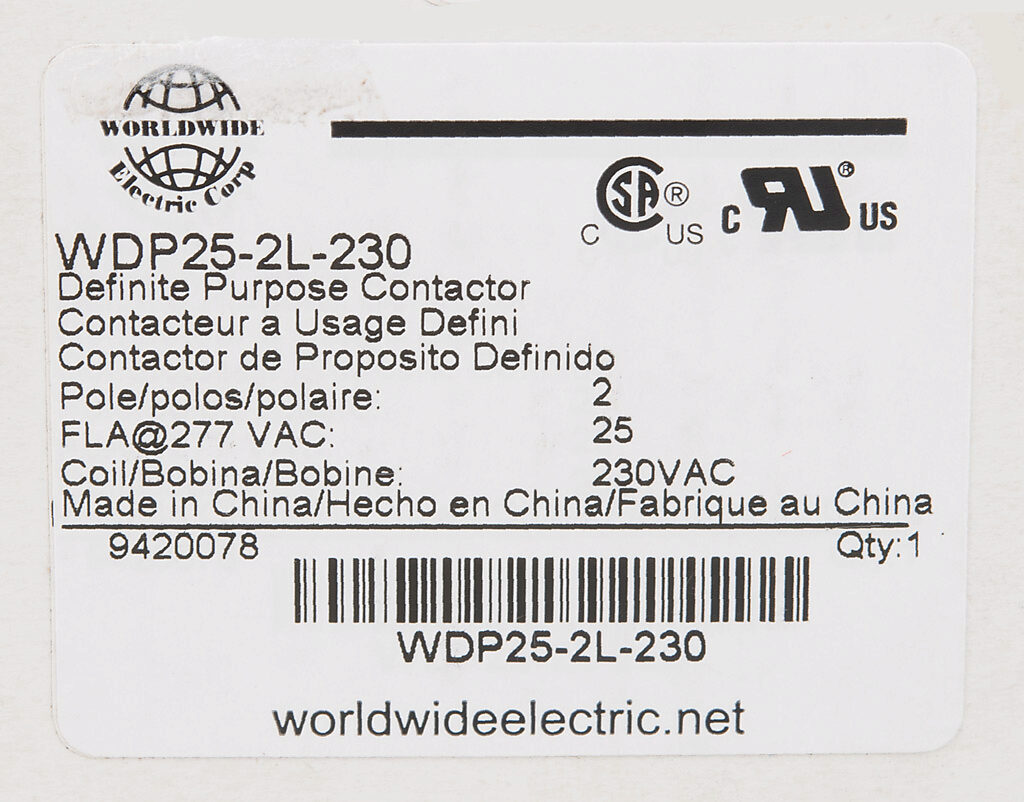 WORLDWIDE
Electric Corp
C SA ® US
C RU ® US
WDP25-2L-230
Definite Purpose Contactor
Contacteur a Usage Defini
Contactor de Proposito Definido
Pole/polos/polaire: 2
FLA@277 VAC: 25
Coil/Bobina/Bobine: 230VAC
Made in China/Hecho en China/Fabrique au China
9420078 Qty:1
WDP25-2L-230
worldwideelectric.net